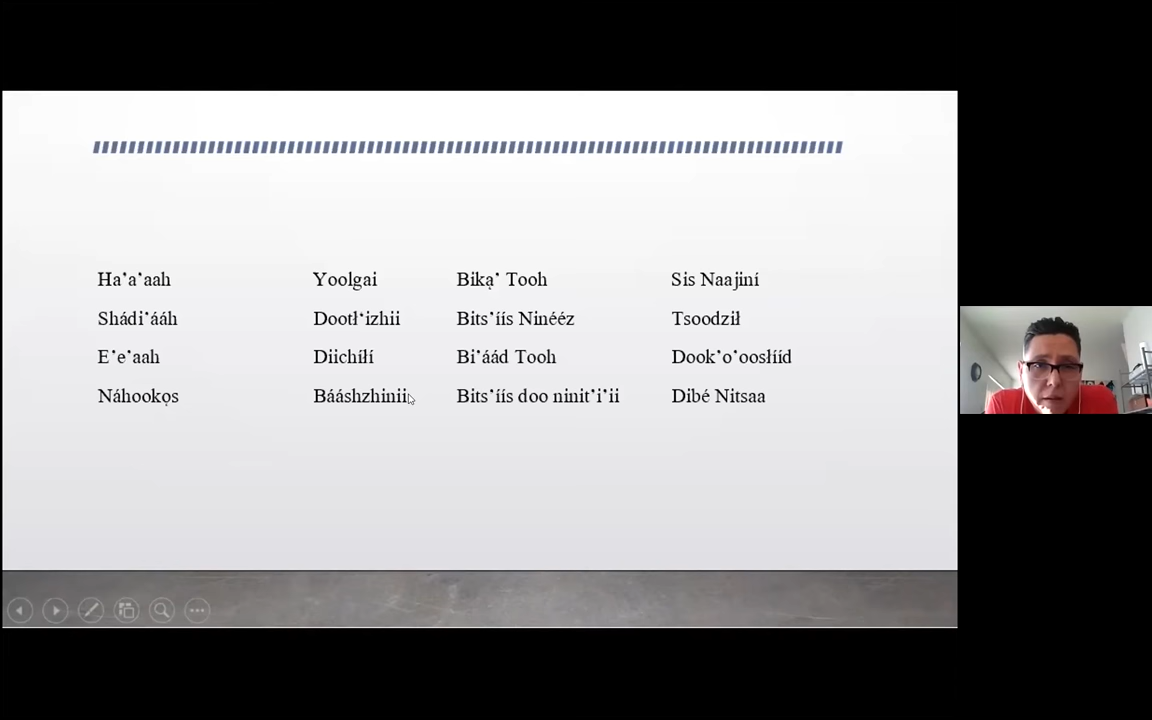 Ha’a’aah Yoolgai Biką’ Tooh Sis Naajiní
Shádi’ááh Dootł‘izhii Bits’íís Ninééz Tsoodził
E’e’aah Diichíłí Bi’áád Tooh Dook’o’oosłííd
Náhookǫs Bááshzhinii Bits’íís doo ninit’i’ii Dibé Nitsaa